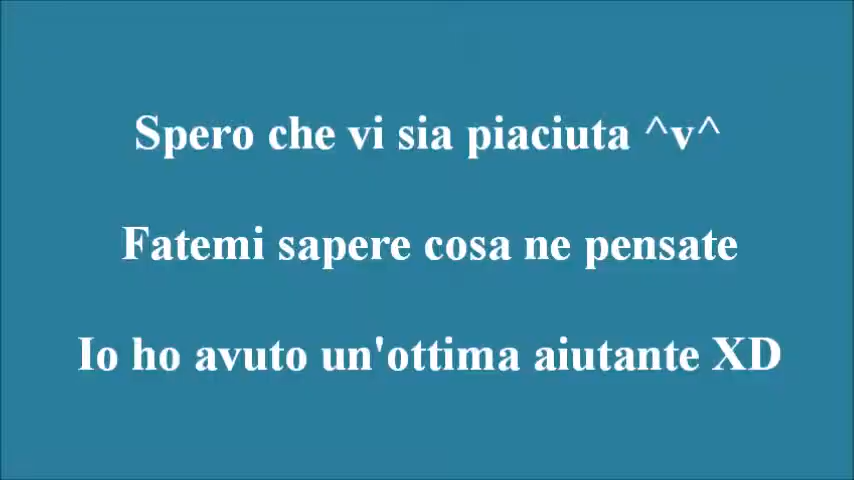 Spero che vi sia piaciuta ^v^
Fatemi sapere cosa ne pensate
Io ho avuto un'ottima aiutante XD